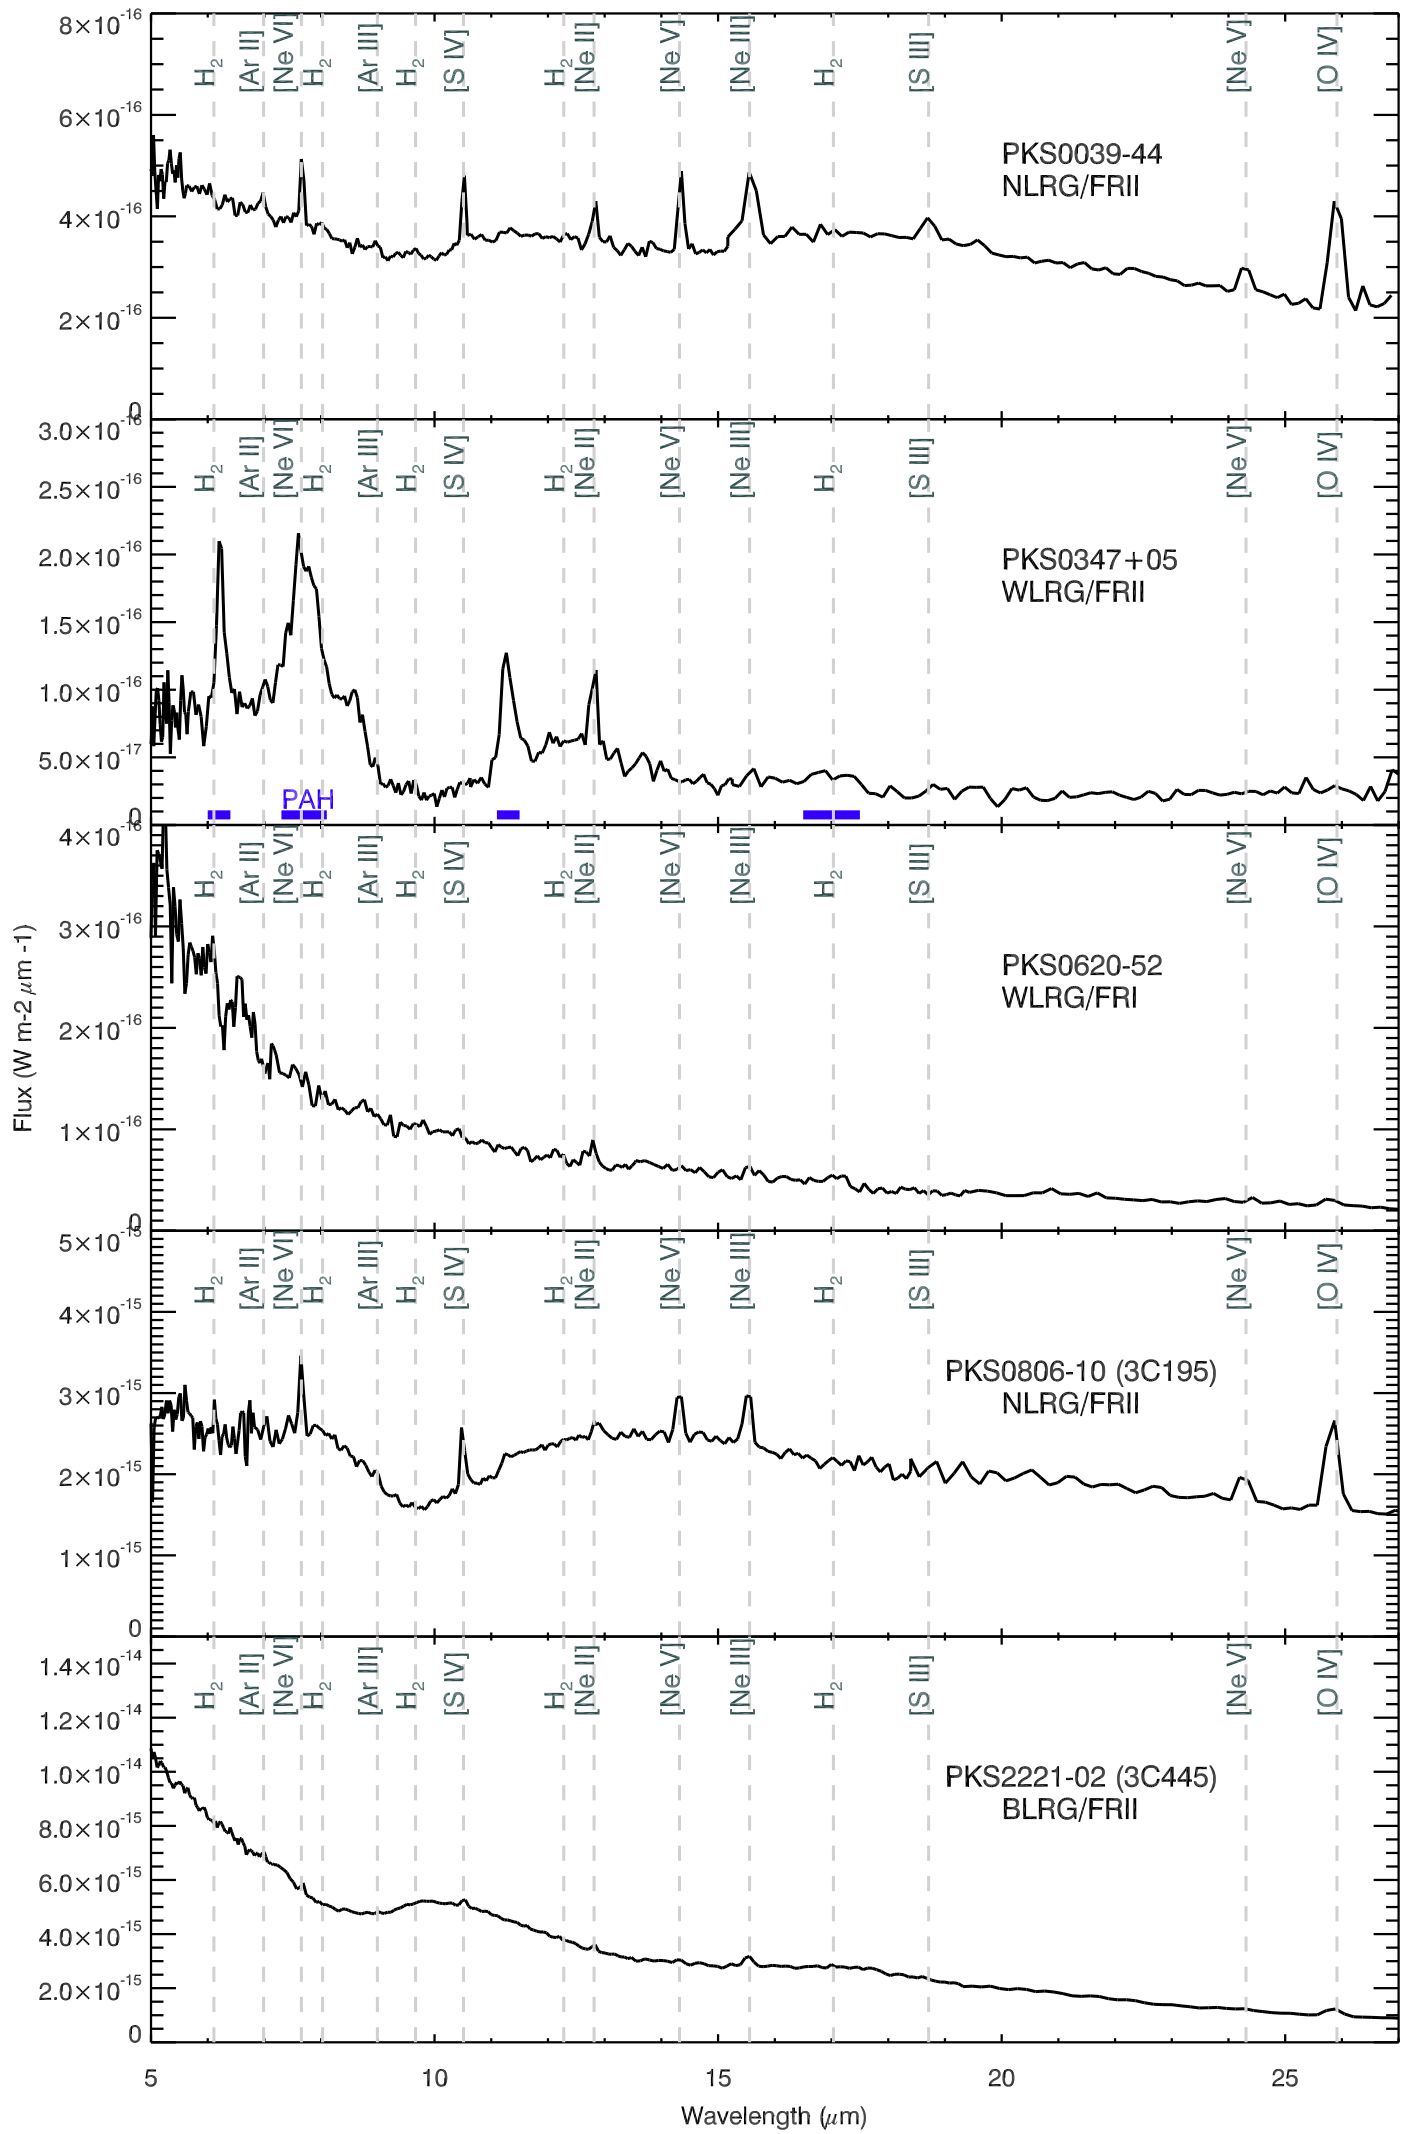 8×10-16
6×10-16
4×10-16
2×10-16
0
H2 [Ar II] [Ne VI] H2 [Ar III] H2 [S IV] H2 [Ne II] [Ne V] [Ne III] H2 [S III] [Ne V] [O IV]
PKS0039-44
NLRG/FRII
3.0×10-16
2.5×10-16
2.0×10-16
1.5×10-16
1.0×10-16
5.0×10-17
0
H2 [Ar II] [Ne VI] H2 [Ar III] H2 [S IV] H2 [Ne II] [Ne V] [Ne III] H2 [S III] [Ne V] [O IV]
PKS0347+05
WLRG/FRII
PAH
4×10-16
3×10-16
2×10-16
1×10-16
0
H2 [Ar II] [Ne VI] H2 [Ar III] H2 [S IV] H2 [Ne II] [Ne V] [Ne III] H2 [S III] [Ne V] [O IV]
PKS0620-52
WLRG/FRI
Flux (W m-2 μm -1)
5×10-15
4×10-15
3×10-15
2×10-15
1×10-15
0
H2 [Ar II] [Ne VI] H2 [Ar III] H2 [S IV] H2 [Ne II] [Ne V] [Ne III] H2 [S III] [Ne V] [O IV]
PKS0806-10 (3C195)
NLRG/FRII
1.4×10-14
1.2×10-14
1.0×10-14
8.0×10-15
6.0×10-15
4.0×10-15
2.0×10-15
0
H2 [Ar II] [Ne VI] H2 [Ar III] H2 [S IV] H2 [Ne II] [Ne V] [Ne III] H2 [S III] [Ne V] [O IV]
PKS2221-02 (3C445)
BLRG/FRII
5 10 15 20 25
Wavelength (μm)